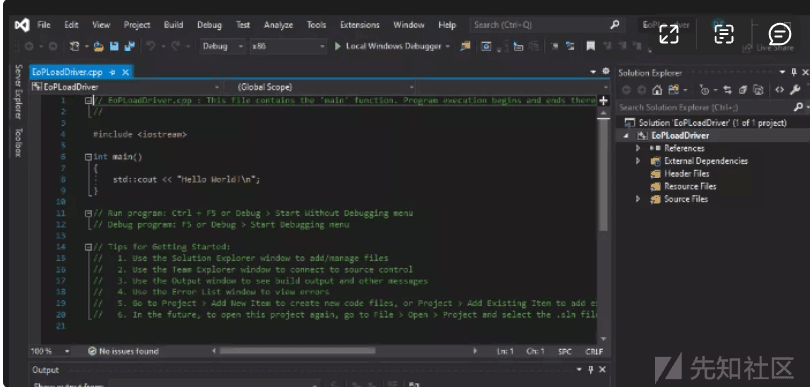 File Edit View Project Build Debug Test Analyze Tools Extensions Window Help Search (Ctrl+Q)
Debug x86 Local Windows Debugger Live Share
Server Explorer
Toolbox
EoPLoadDriver.cpp
EoPLoadDriver (Global Scope)
1 // EoPLoadDriver.cpp : This file contains the 'main' function. Program execution begins and ends there
2 //
3
4 #include <iostream>
5
6 int main()
7 {
8 std::cout << "Hello World!\n";
9 }
10
11 // Run program: Ctrl + F5 or Debug > Start Without Debugging menu
12 // Debug program: F5 or Debug > Start Debugging menu
13
14 // Tips for Getting Started:
15 // 1. Use the Solution Explorer window to add/manage files
16 // 2. Use the Team Explorer window to connect to source control
17 // 3. Use the Output window to see build output and other messages
18 // 4. Use the Error List window to view errors
19 // 5. Go to Project > Add New Item to create new code files, or Project > Add Existing Item to add e
20 // 6. In the future, to open this project again, go to File > Open > Project and select the .sln fil
21
100 % No issues found Ln: 1 Ch: 1 SPC CRLF
Output
Show output from:
Solution Explorer
Search Solution Explorer (Ctrl+;)
Solution 'EoPLoadDriver' (1 of 1 project)
EoPLoadDriver
References
External Dependencies
Header Files
Resource Files
Source Files
先知社区